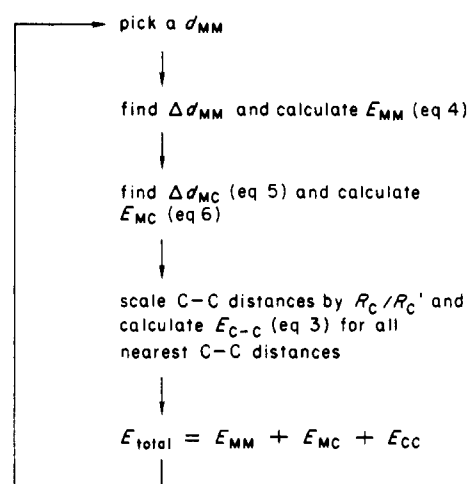 pick a d_MM
find Δd_MM and calculate E_MM (eq 4)
find Δd_MC (eq 5) and calculate
E_MC (eq 6)
scale C–C distances by R_C/R_C' and
calculate E_C-C (eq 3) for all
nearest C–C distances
E_total = E_MM + E_MC + E_CC